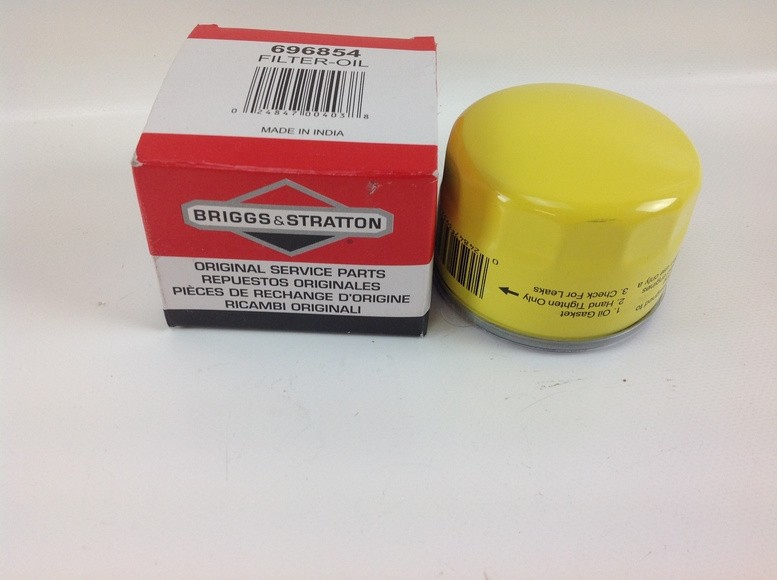 696854
FILTER-OIL
0 24847 00403 8
MADE IN INDIA
BRIGGS & STRATTON
ORIGINAL SERVICE PARTS
REPUESTOS ORIGINALES
PIÈCES DE RECHANGE D'ORIGINE
RICAMBI ORIGINALI
1. Oil Gasket
2. Hand Tighten Only
3. Check For Leaks